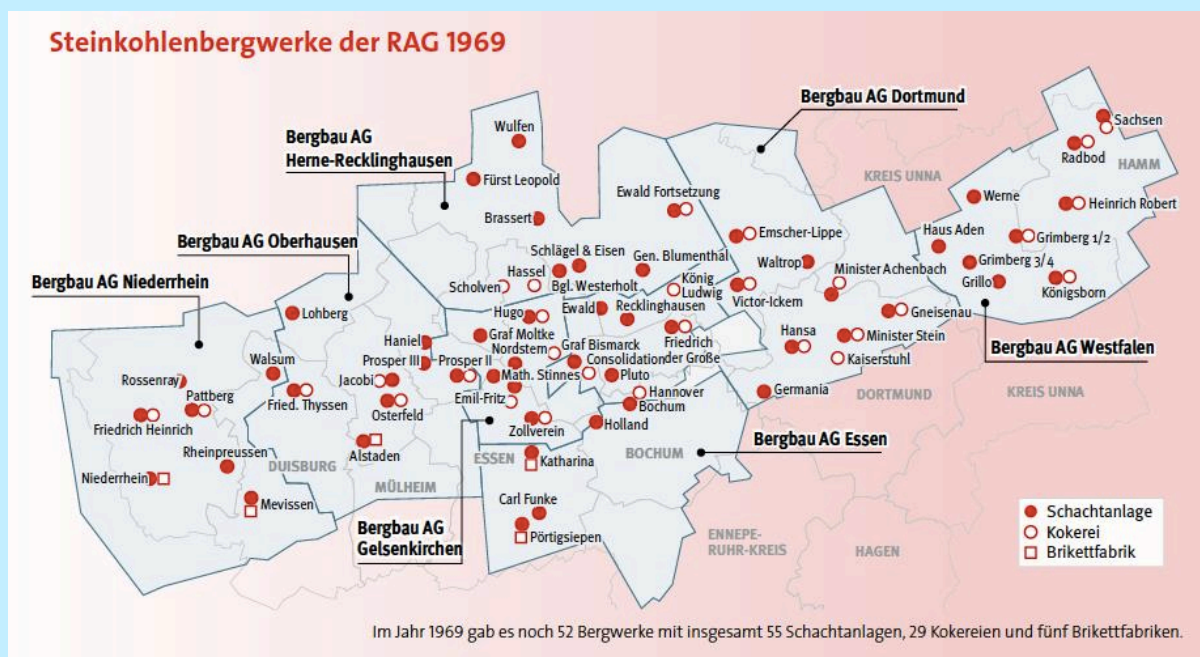 Steinkohlenbergwerke der RAG 1969
Bergbau AG Dortmund
Bergbau AG
Herne-Recklinghausen
Bergbau AG Oberhausen
Bergbau AG Niederrhein
Wulfen
Fürst Leopold
Brassert
Ewald Fortsetzung
Sachsen
Radbod
HAMM
KREIS UNNA
Werne
Heinrich Robert
Haus Aden
Grimberg 1/2
Grimberg 3/4
Grillo
Königsborn
Emscher-Lippe
Waltrop
Minister Achenbach
Victor-Ickern
Gneisenau
Hansa
Minister Stein
Kaiserstuhl
Germania
DORTMUND
KREIS UNNA
Bergbau AG Westfalen
Schlägel & Eisen
Gen. Blumenthal
Hassel
Bgl. Westerholt
Scholven
König
Ludwig
Hugo
Ewald
Recklinghausen
Lohberg
Graf Moltke
Graf Bismarck
Friedrich
der Große
Haniel
Nordstern
Consolidation
Walsum
Prosper III
Prosper II
Math. Stinnes
Pluto
Rossenray
Jacobi
Emil-Fritz
Hannover
Pattberg
Fried. Thyssen
Osterfeld
Bochum
Friedrich Heinrich
Zollverein
Holland
Rheinpreussen
Alstaden
DUISBURG
ESSEN
Katharina
BOCHUM
Bergbau AG Essen
Niederrhein
MÜLHEIM
Mevissen
Carl Funke
Bergbau AG
Gelsenkirchen
Pörtigsiepen
ENNEPE-
RUHR-KREIS
HAGEN
Schachtanlage
Kokerei
Brikettfabrik
Im Jahr 1969 gab es noch 52 Bergwerke mit insgesamt 55 Schachtanlagen, 29 Kokereien und fünf Brikettfabriken.